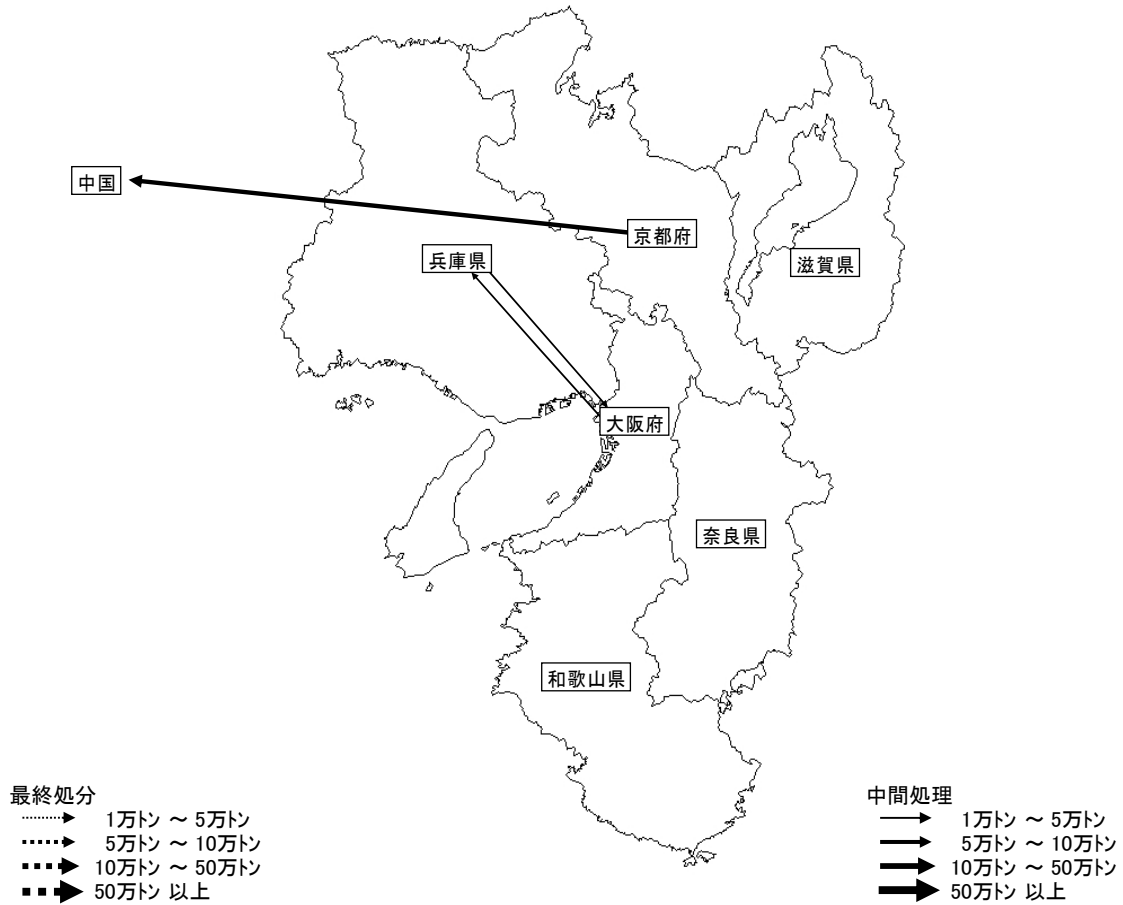 中国
京都府
兵庫県
滋賀県
大阪府
奈良県
和歌山県
最終処分
1万トン ～ 5万トン
5万トン ～ 10万トン
10万トン ～ 50万トン
50万トン 以上
中間処理
1万トン ～ 5万トン
5万トン ～ 10万トン
10万トン ～ 50万トン
50万トン 以上